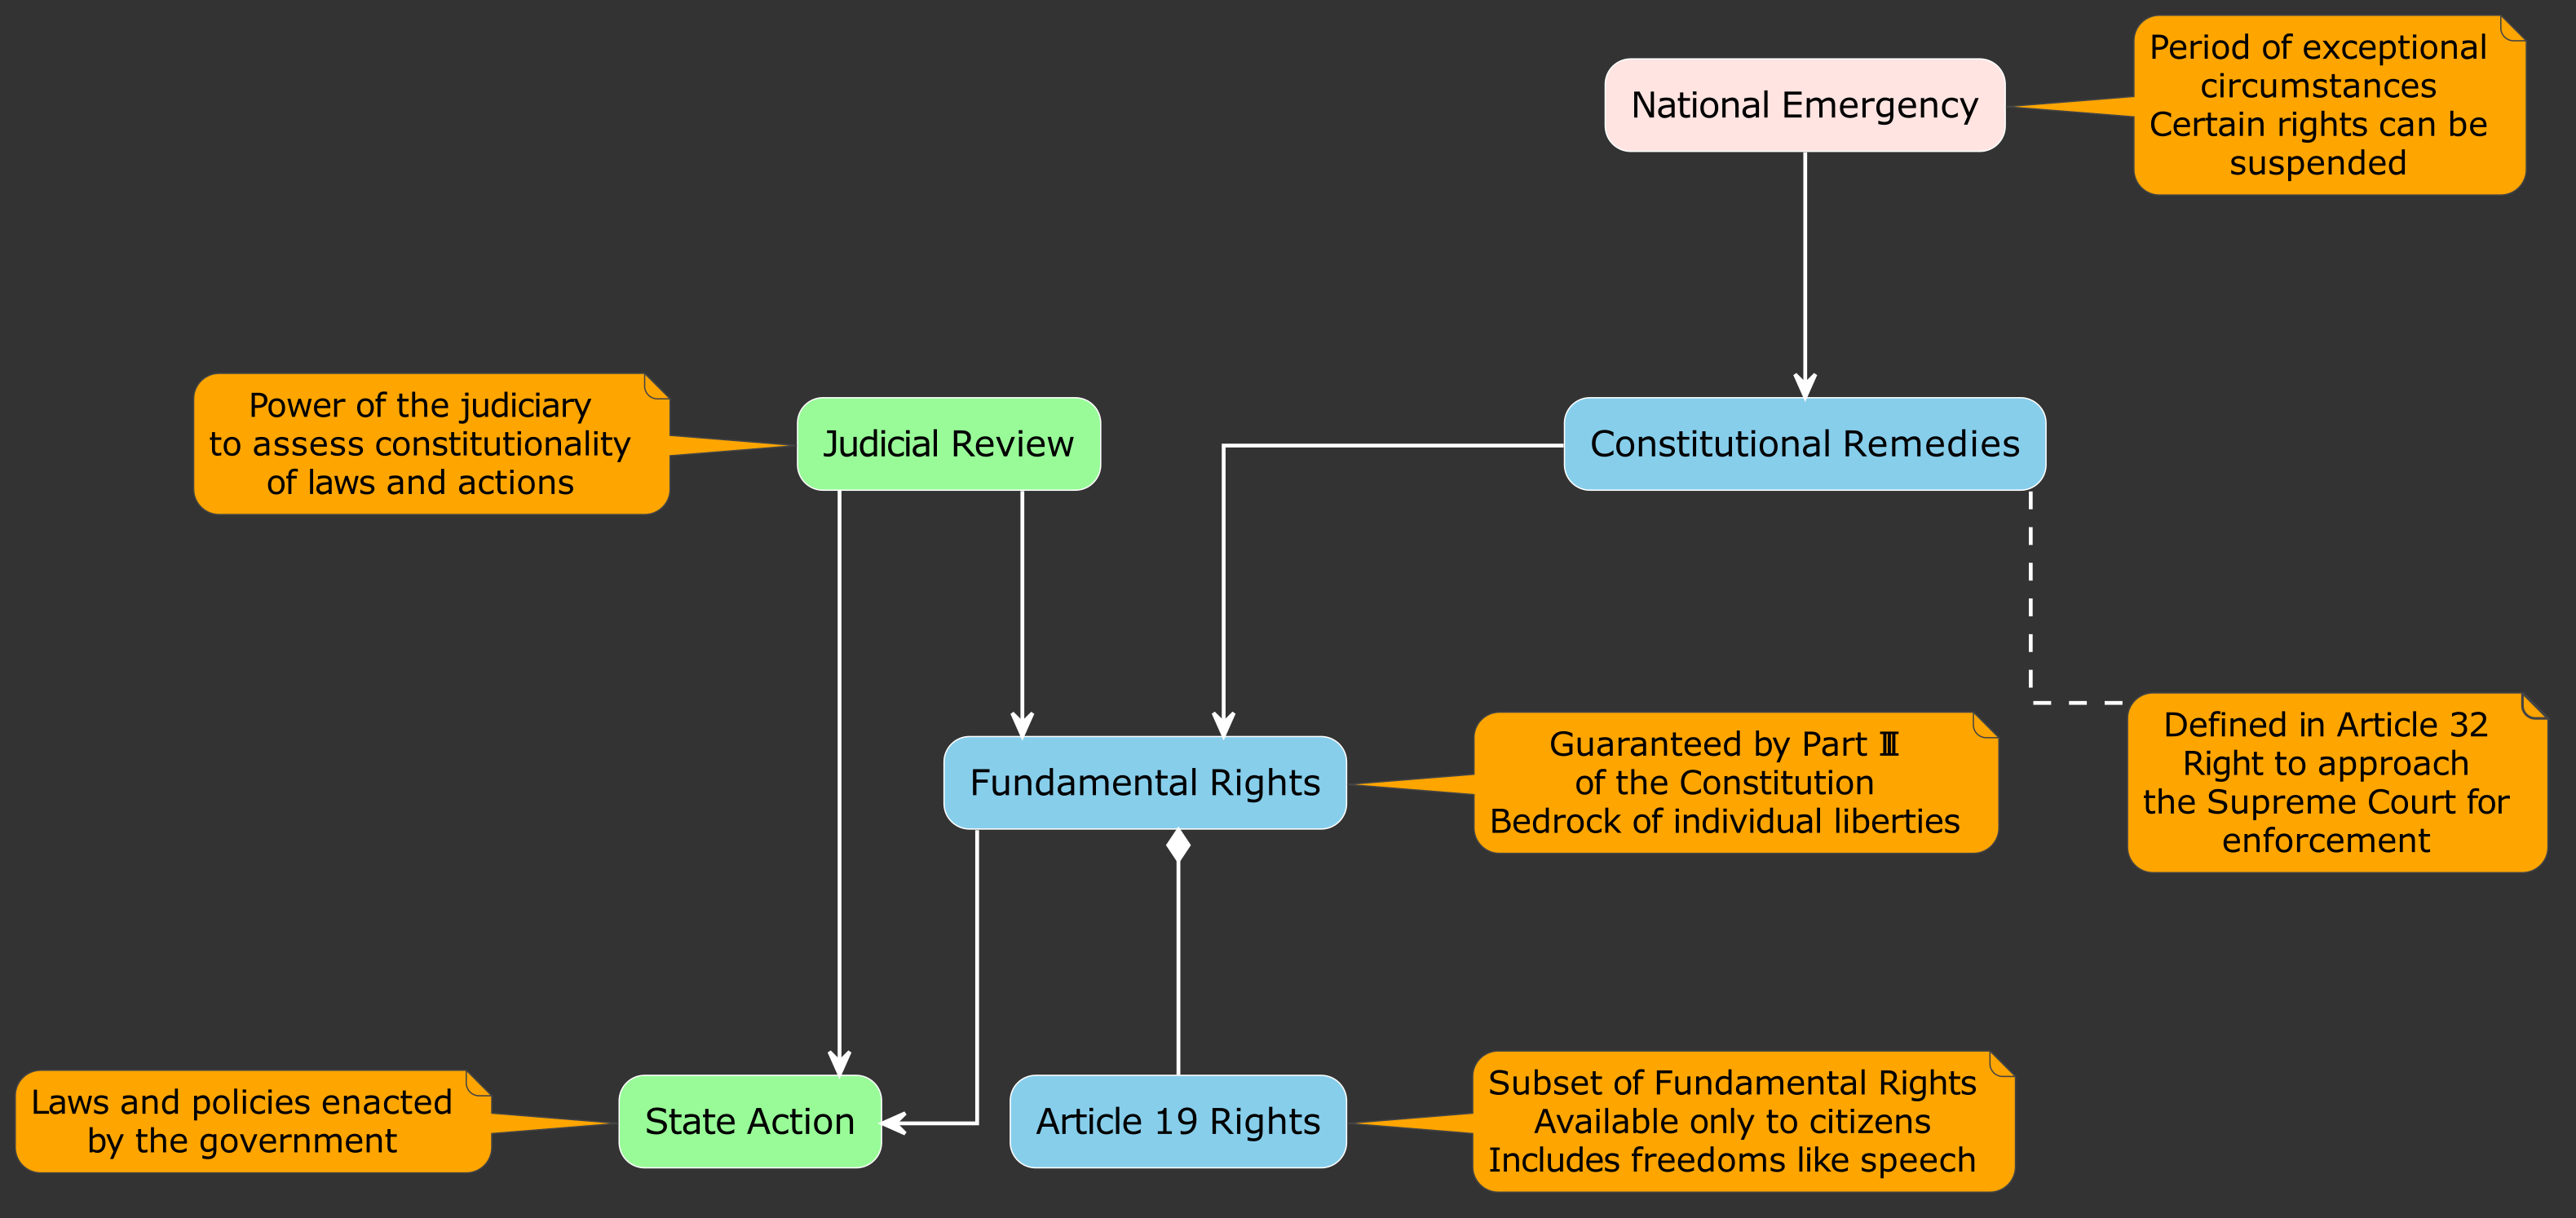 National Emergency
Period of exceptional
circumstances
Certain rights can be
suspended
Power of the judiciary
to assess constitutionality
of laws and actions
Judicial Review
Constitutional Remedies
Fundamental Rights
Guaranteed by Part III
of the Constitution
Bedrock of individual liberties
Defined in Article 32
Right to approach
the Supreme Court for
enforcement
Laws and policies enacted
by the government
State Action
Article 19 Rights
Subset of Fundamental Rights
Available only to citizens
Includes freedoms like speech